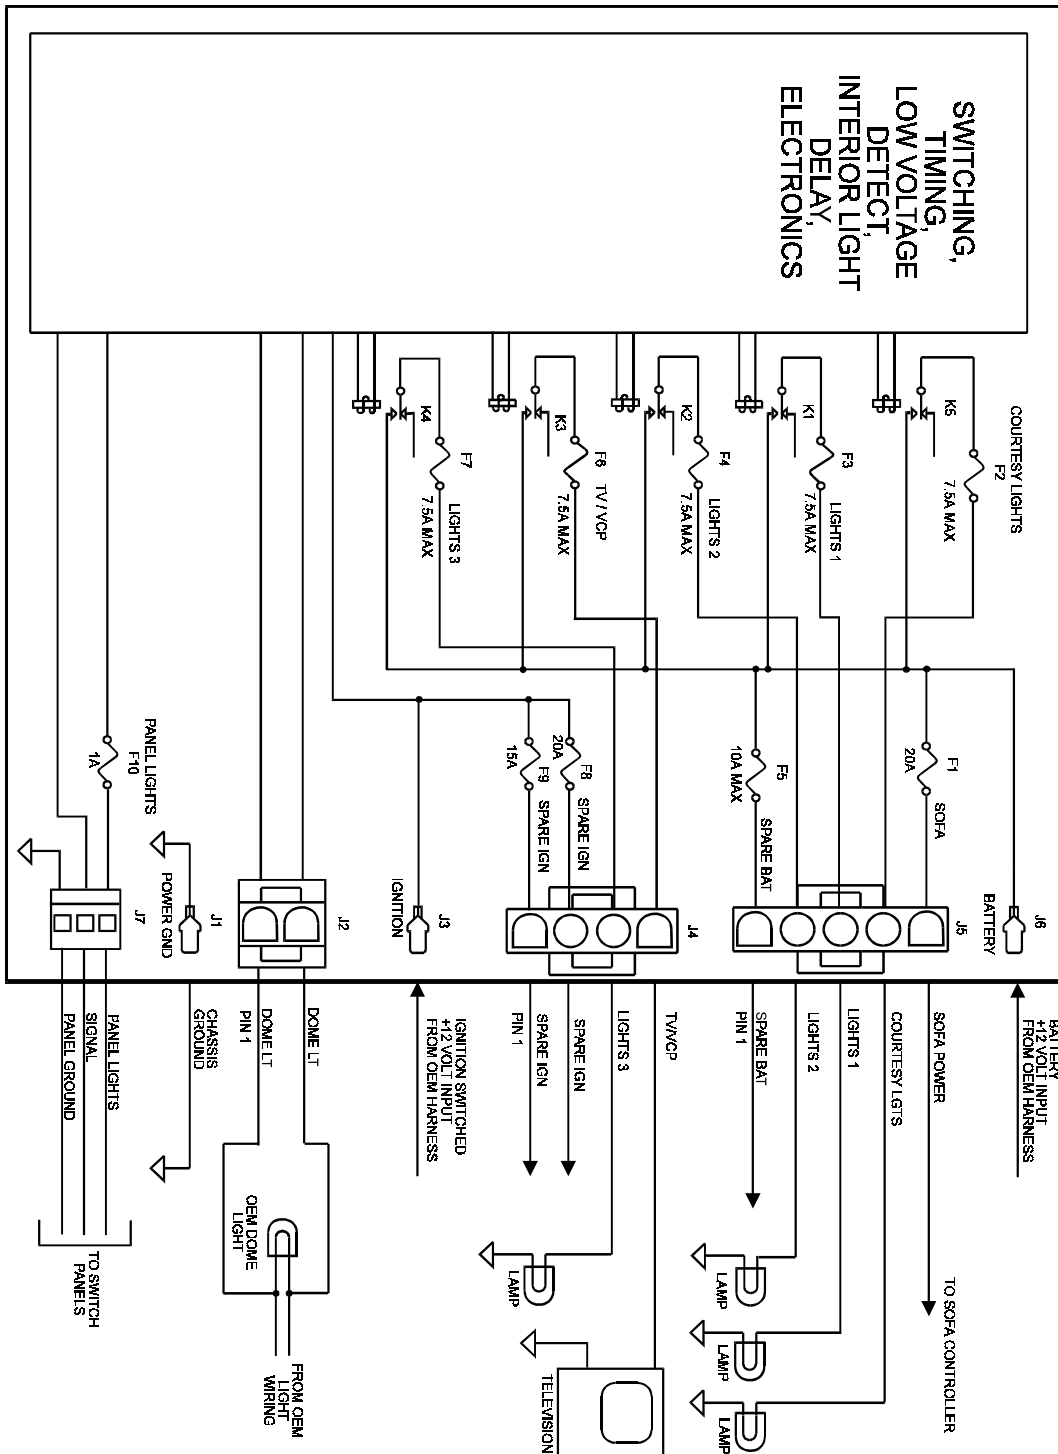 SWITCHING,
TIMING,
LOW VOLTAGE
DETECT,
INTERIOR LIGHT
DELAY,
ELECTRONICS
COURTESY LIGHTS
F2
7.5A MAX
K5
LIGHTS 1
F3
7.5A MAX
K1
LIGHTS 2
F4
7.5A MAX
K2
F6 TV / VCP
7.5A MAX
K3
LIGHTS 3
F7
7.5A MAX
K4
F1
SOFA
20A
F5
SPARE BAT
10A MAX
F8
SPARE IGN
20A
F9
SPARE IGN
15A
PANEL LIGHTS
F10
1A
J6
BATTERY
J5
J4
J3
IGNITION
J2
J1
POWER GND
J7
BATTERY
+12 VOLT INPUT
FROM OEM HARNESS
SOFA POWER
COURTESY LGTS
LIGHTS 1
LIGHTS 2
SPARE BAT
PIN 1
TV/VCP
LIGHTS 3
SPARE IGN
SPARE IGN
PIN 1
IGNITION SWITCHED
+12 VOLT INPUT
FROM OEM HARNESS
DOME LT
DOME LT
PIN 1
CHASSIS
GROUND
PANEL LIGHTS
SIGNAL
PANEL GROUND
TO SOFA CONTROLLER
LAMP
LAMP
LAMP
LAMP
TELEVISION
OEM DOME
LIGHT
FROM OEM
LIGHT
WIRING
TO SWITCH
PANELS